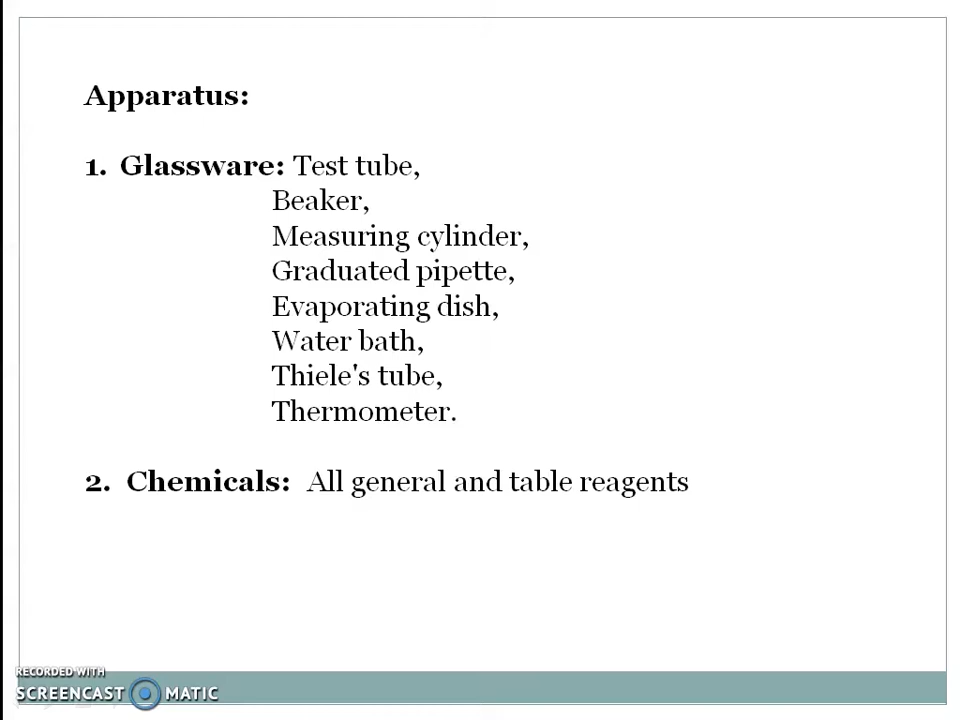 Apparatus:
1. Glassware: Test tube,
Beaker,
Measuring cylinder,
Graduated pipette,
Evaporating dish,
Water bath,
Thiele's tube,
Thermometer.
2. Chemicals: All general and table reagents
RECORDED WITH
SCREENCAST MATIC